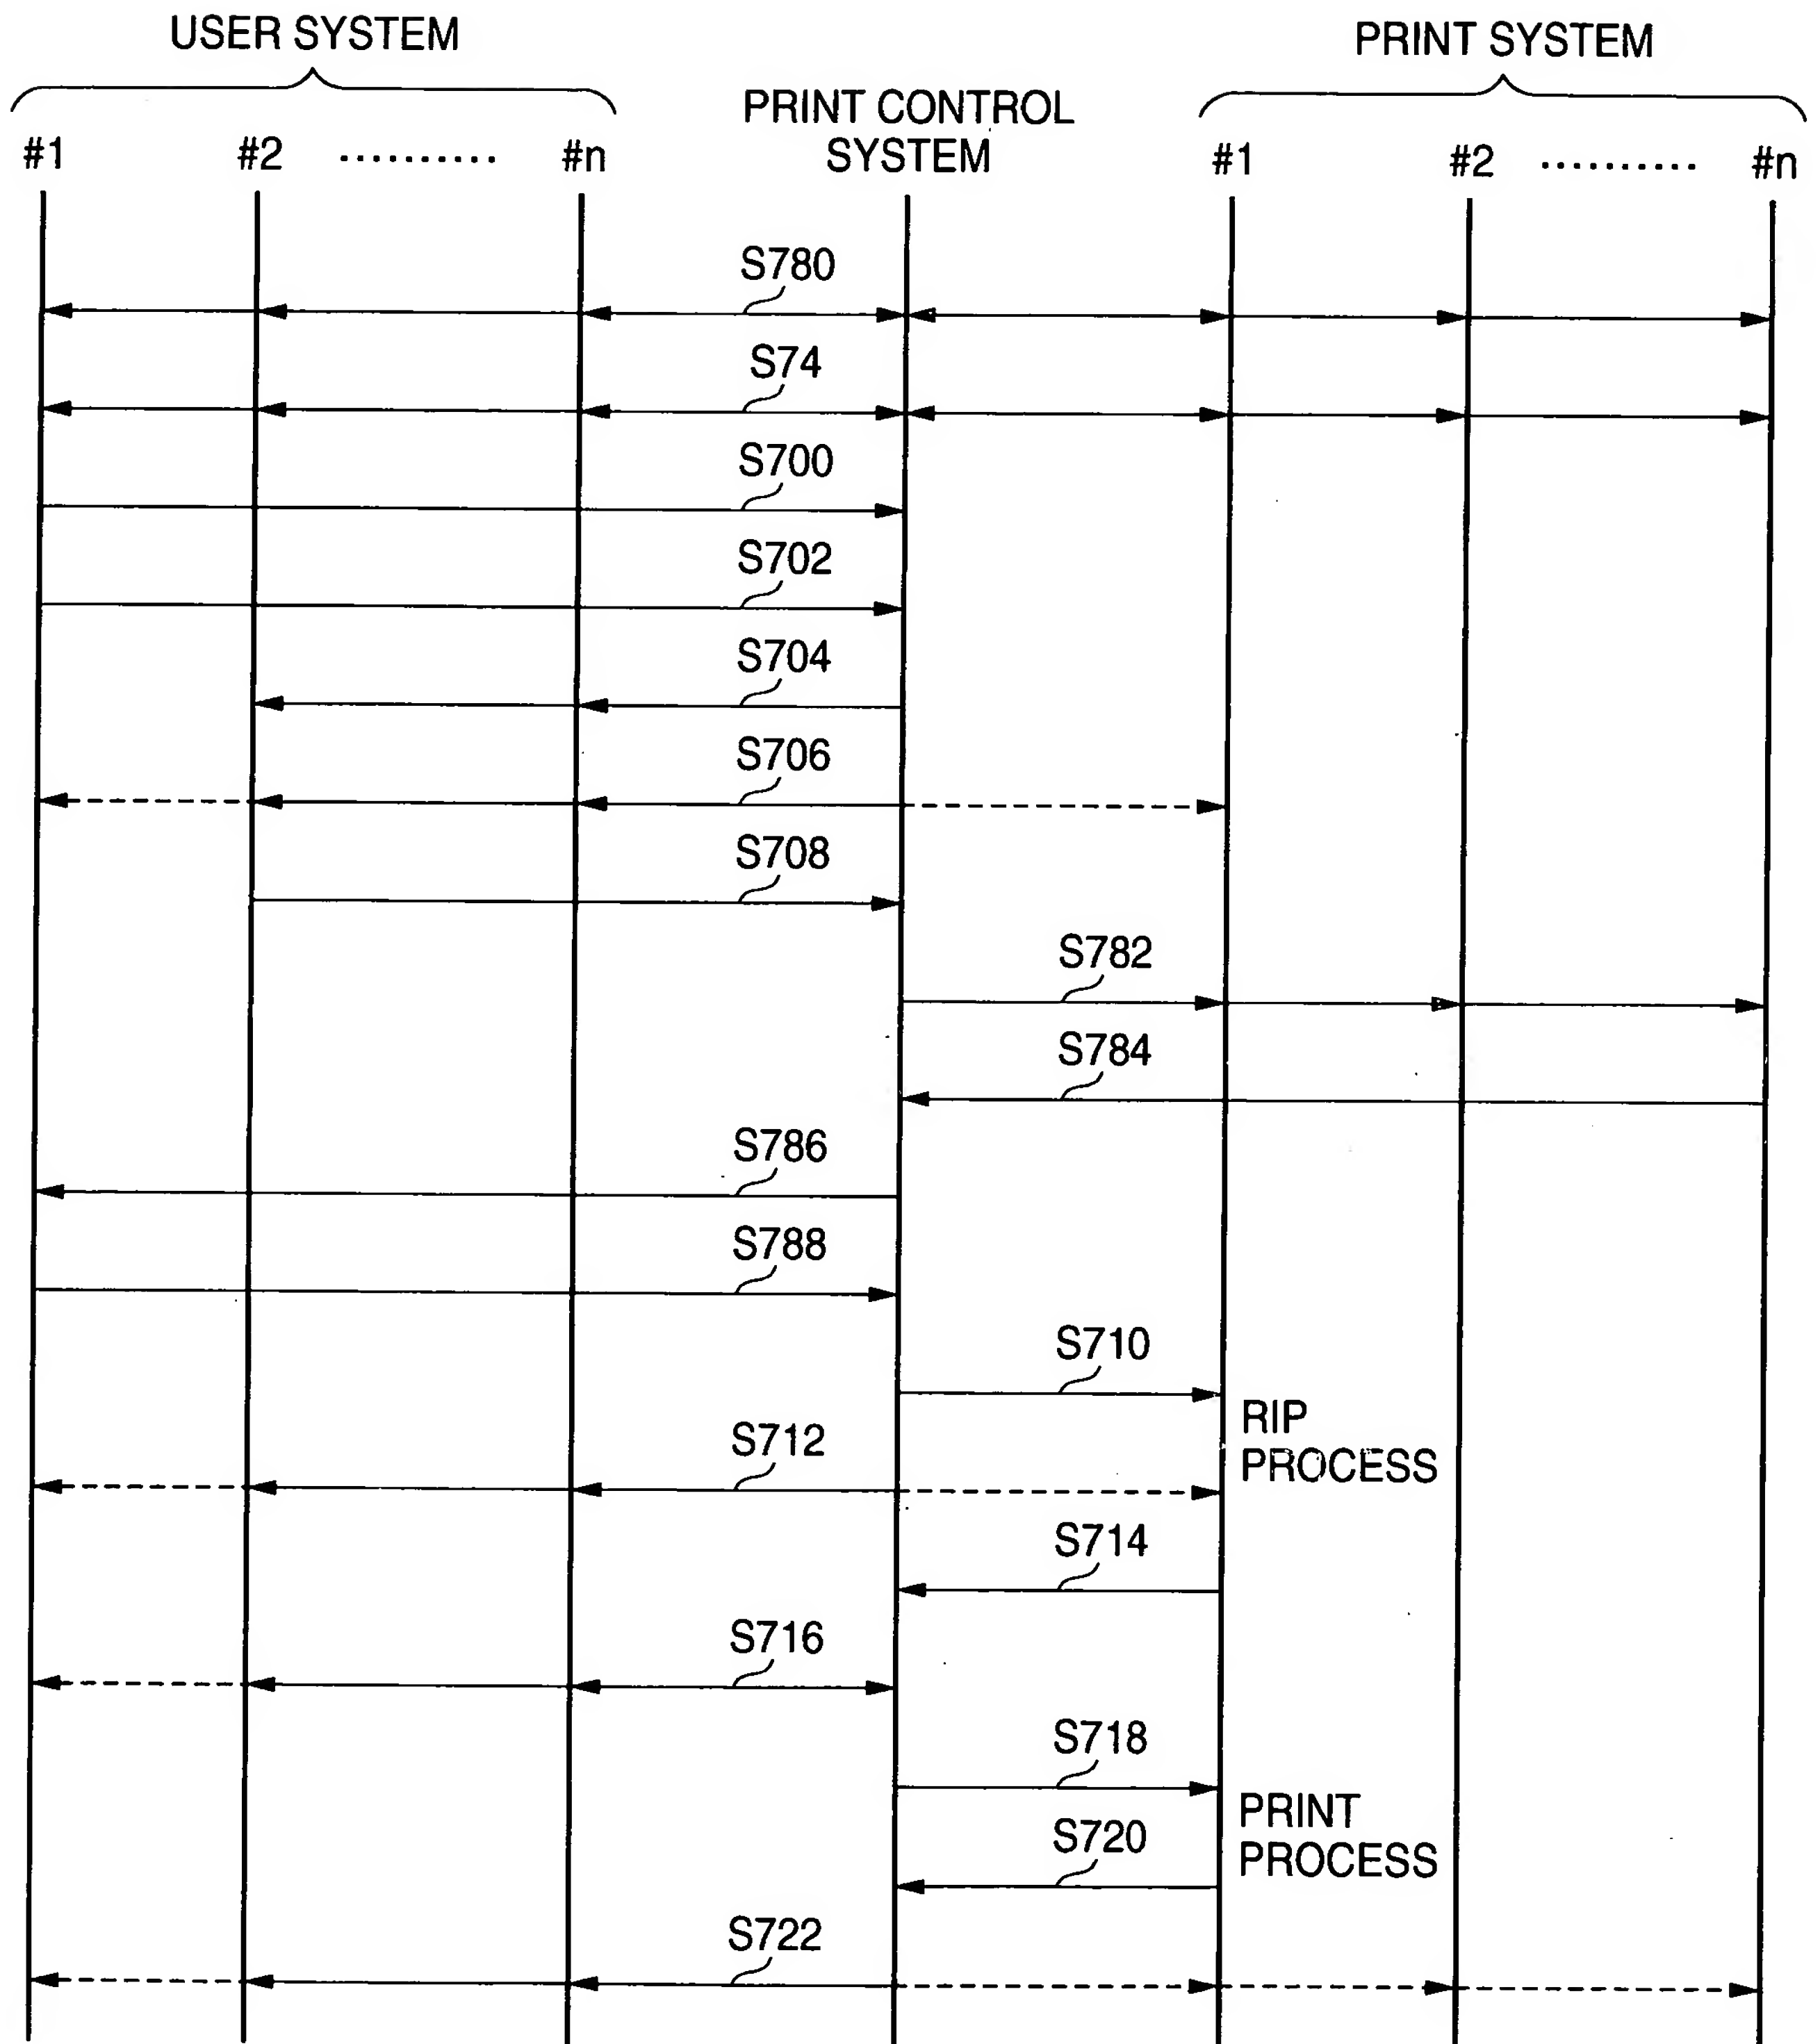 USER SYSTEM
PRINT SYSTEM
PRINT CONTROL
SYSTEM
#1 #2 .......... #n
#1 #2 .......... #n
S780
S74
S700
S702
S704
S706
S708
S782
S784
S786
S788
S710
RIP
PROCESS
S712
S714
S716
S718
PRINT
PROCESS
S720
S722